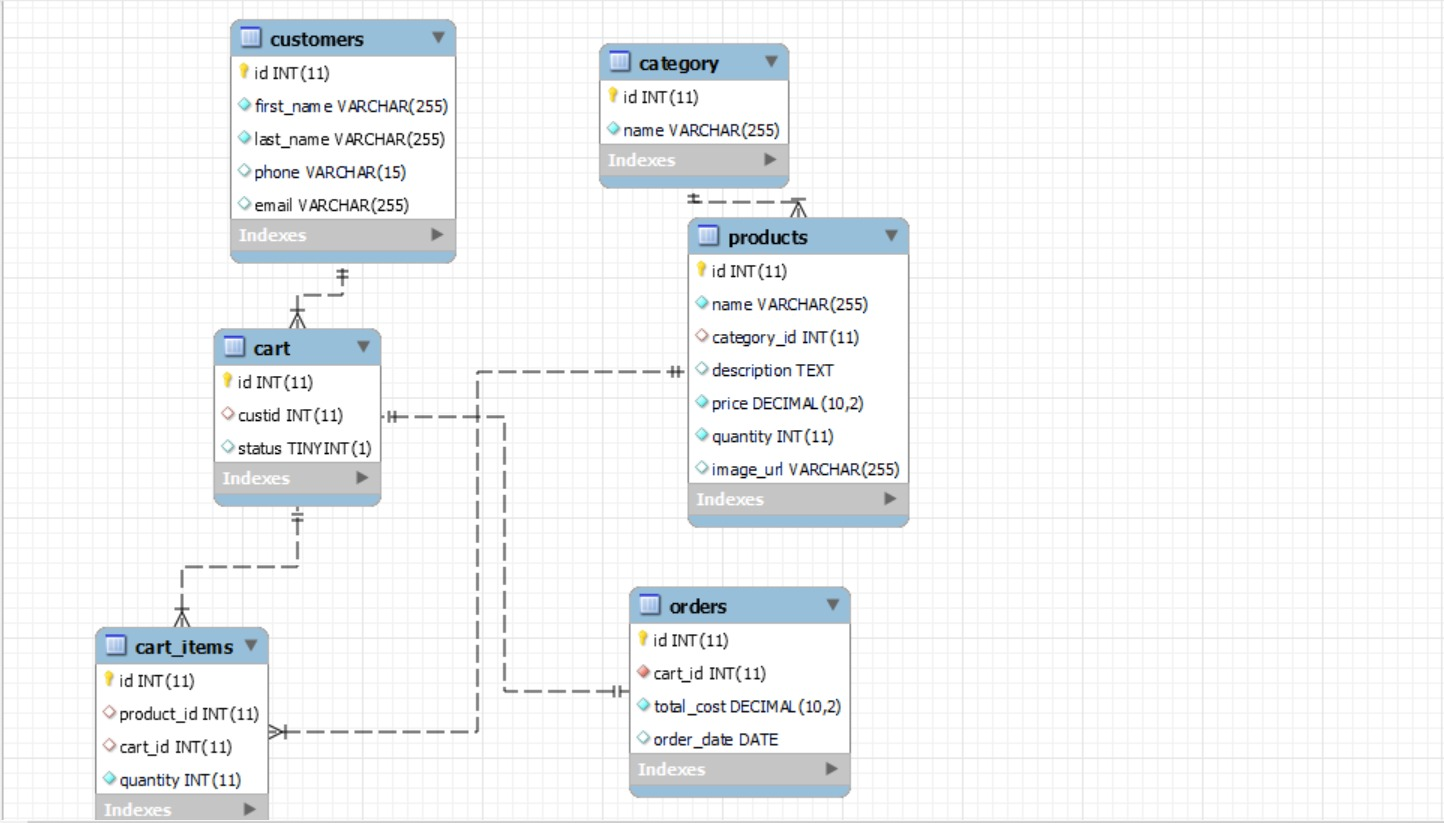 customers
id INT(11)
first_name VARCHAR(255)
last_name VARCHAR(255)
phone VARCHAR(15)
email VARCHAR(255)
Indexes
category
id INT(11)
name VARCHAR(255)
Indexes
products
id INT(11)
name VARCHAR(255)
category_id INT(11)
description TEXT
price DECIMAL(10,2)
quantity INT(11)
image_url VARCHAR(255)
Indexes
cart
id INT(11)
custid INT(11)
status TINYINT(1)
Indexes
cart_items
id INT(11)
product_id INT(11)
cart_id INT(11)
quantity INT(11)
Indexes
orders
id INT(11)
cart_id INT(11)
total_cost DECIMAL(10,2)
order_date DATE
Indexes